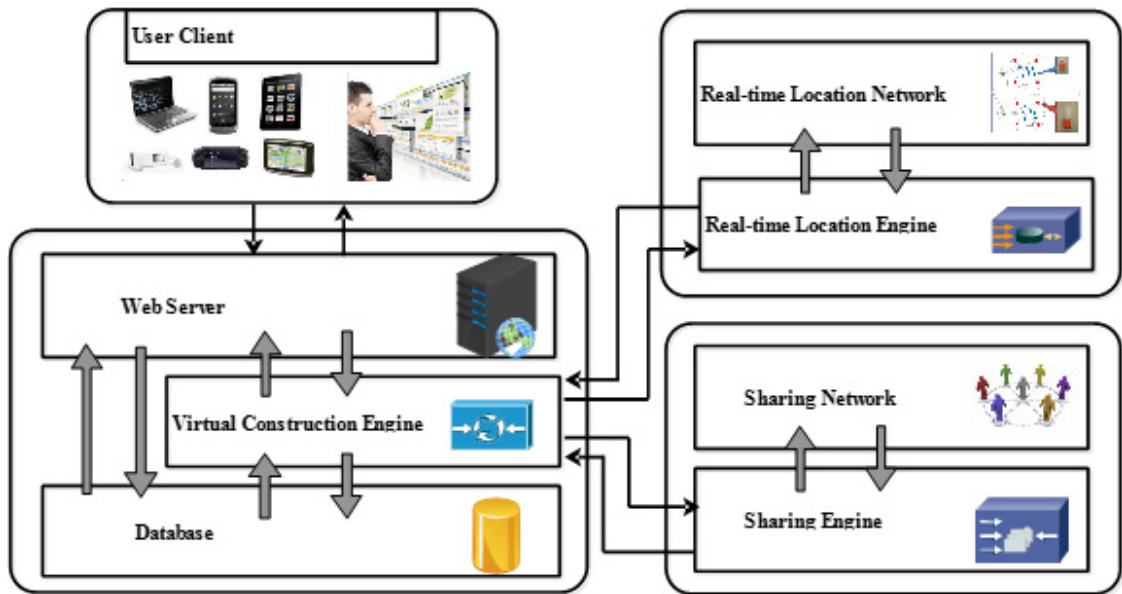 User Client
Real-time Location Network
Real-time Location Engine
Web Server
Virtual Construction Engine
Database
Sharing Network
Sharing Engine